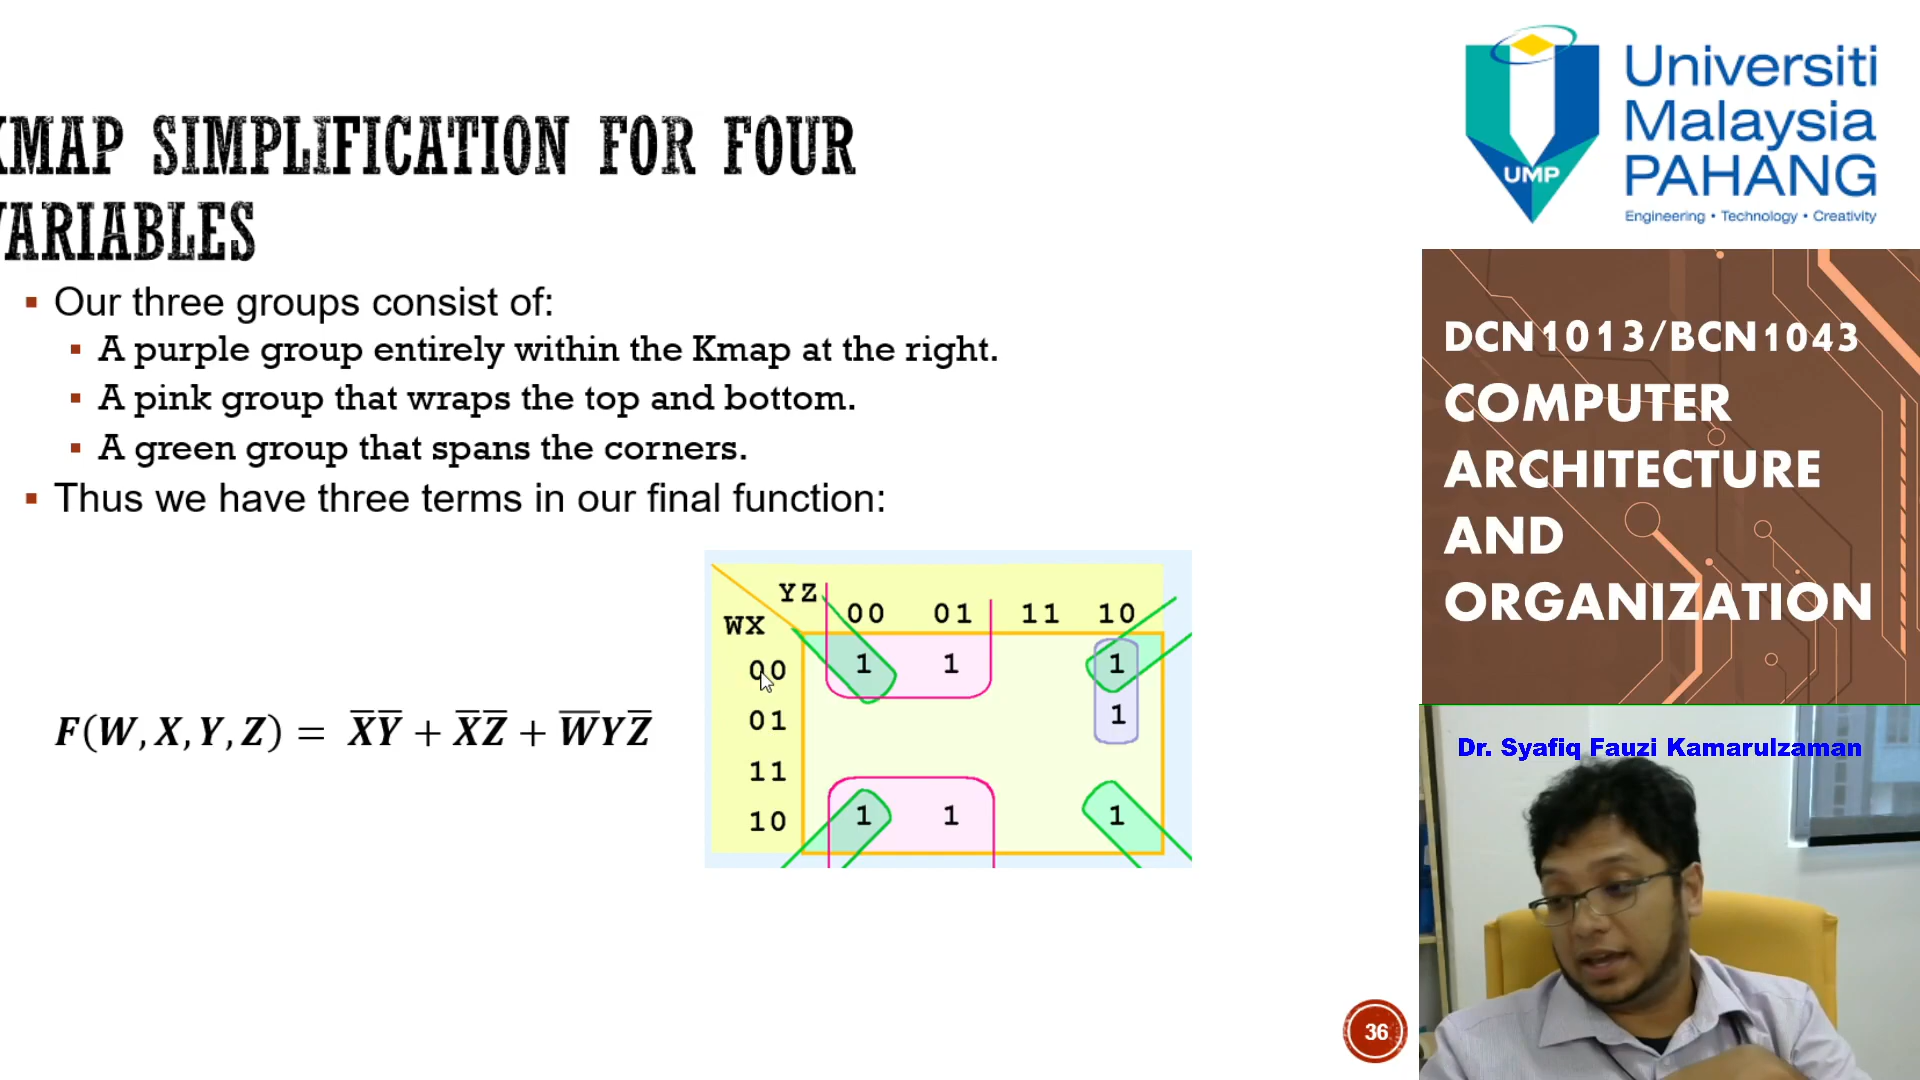 KMAP SIMPLIFICATION FOR FOUR
VARIABLES
▪ Our three groups consist of:
▪ A purple group entirely within the Kmap at the right.
▪ A pink group that wraps the top and bottom.
▪ A green group that spans the corners.
▪ Thus we have three terms in our final function:
F(W, X, Y, Z) = X̅Y̅ + X̅Z̅ + W̅YZ̅
YZ
WX
00 01 11 10
00 1 1 1
01 1
11
10 1 1 1
36
Universiti
Malaysia
PAHANG
UMP
Engineering • Technology • Creativity
DCN1013/BCN1043
COMPUTER
ARCHITECTURE
AND
ORGANIZATION
Dr. Syafiq Fauzi Kamarulzaman